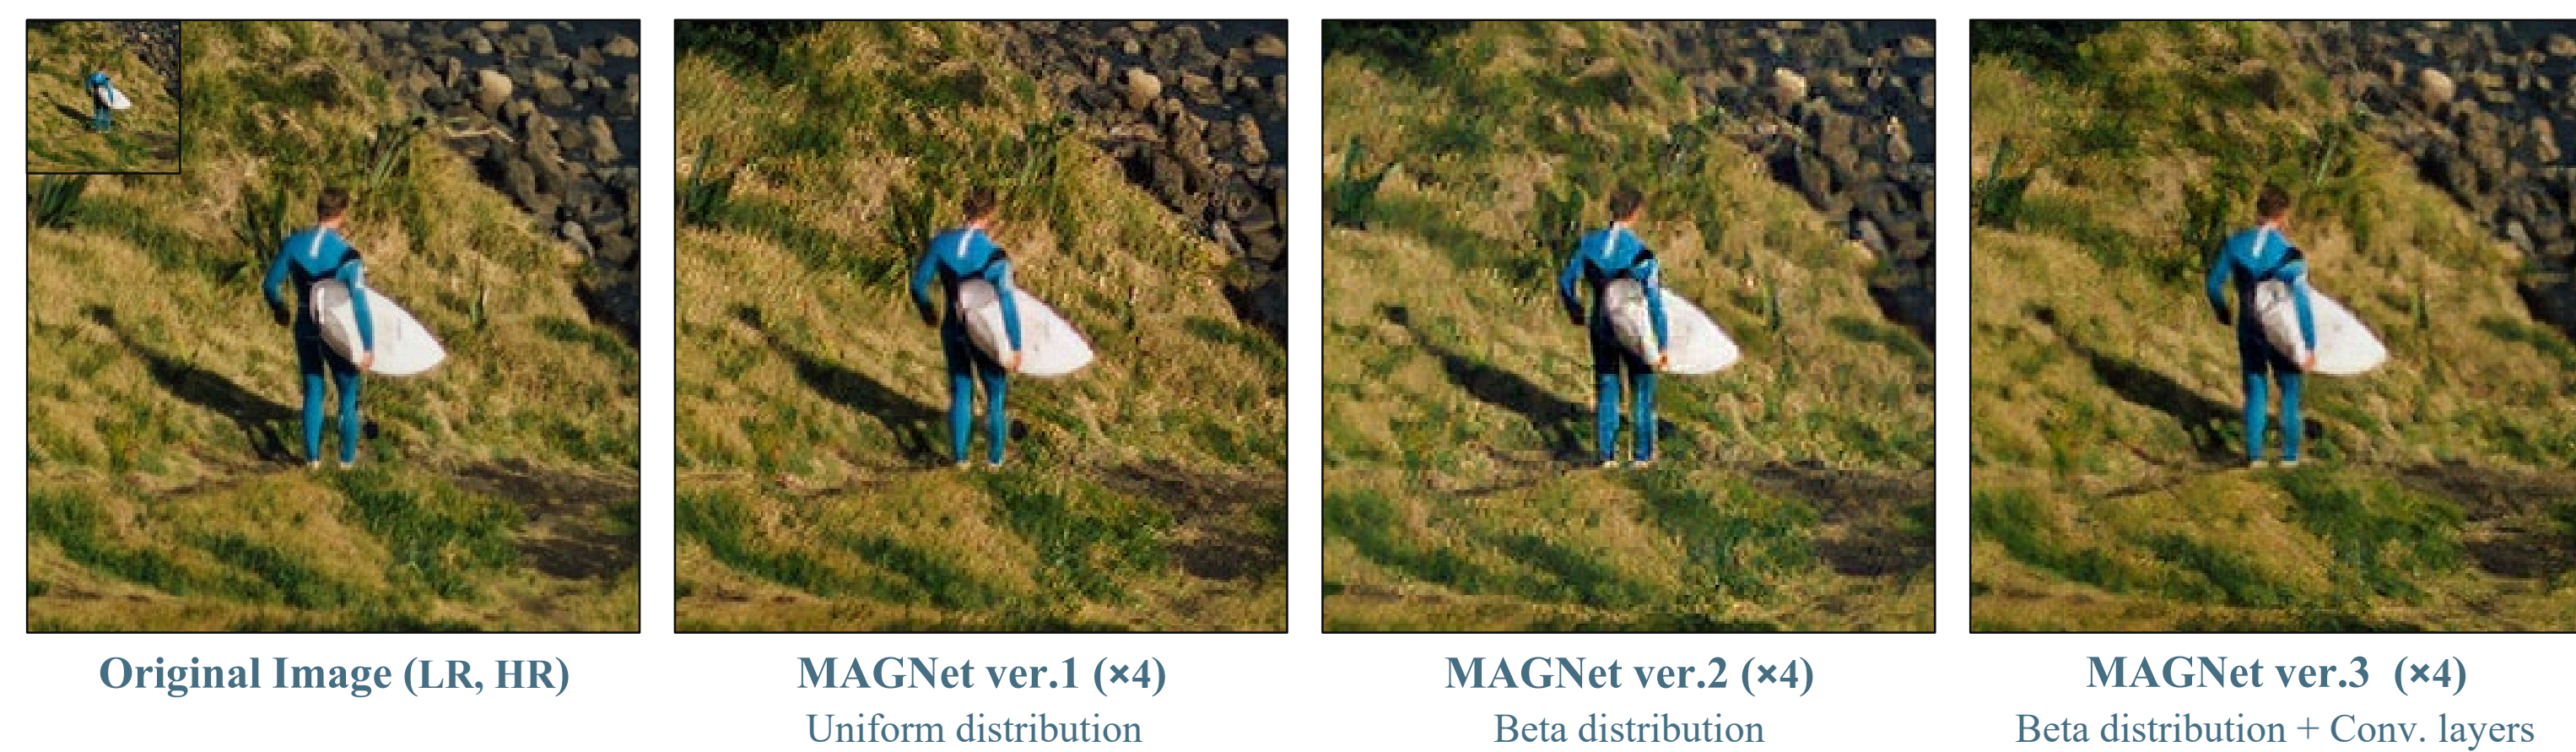 Original Image (LR, HR)
MAGNet ver.1 (×4)
Uniform distribution
MAGNet ver.2 (×4)
Beta distribution
MAGNet ver.3 (×4)
Beta distribution + Conv. layers